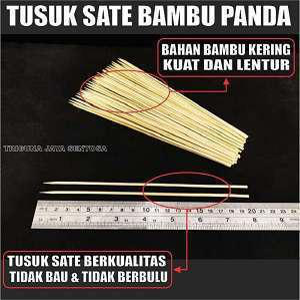 TUSUK SATE BAMBU PANDA
BAHAN BAMBU KERING
KUAT DAN LENTUR
TRIGUNA JAYA SENTOSA
TUSUK SATE BERKUALITAS
TIDAK BAU & TIDAK BERBULU